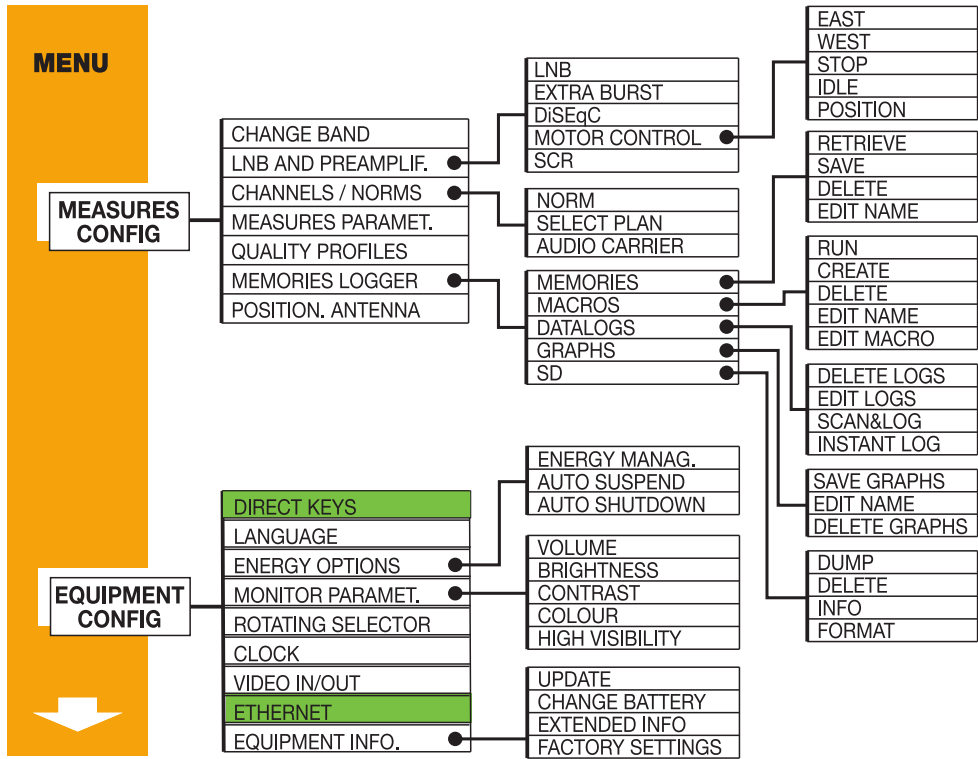 MENU
MEASURES
CONFIG
CHANGE BAND
LNB AND PREAMPLIF.
CHANNELS / NORMS
MEASURES PARAMET.
QUALITY PROFILES
MEMORIES LOGGER
POSITION. ANTENNA
LNB
EXTRA BURST
DiSEqC
MOTOR CONTROL
SCR
EAST
WEST
STOP
IDLE
POSITION
NORM
SELECT PLAN
AUDIO CARRIER
MEMORIES
MACROS
DATALOGS
GRAPHS
SD
RETRIEVE
SAVE
DELETE
EDIT NAME
RUN
CREATE
DELETE
EDIT NAME
EDIT MACRO
DELETE LOGS
EDIT LOGS
SCAN&LOG
INSTANT LOG
SAVE GRAPHS
EDIT NAME
DELETE GRAPHS
DUMP
DELETE
INFO
FORMAT
EQUIPMENT
CONFIG
DIRECT KEYS
LANGUAGE
ENERGY OPTIONS
MONITOR PARAMET.
ROTATING SELECTOR
CLOCK
VIDEO IN/OUT
ETHERNET
EQUIPMENT INFO.
ENERGY MANAG.
AUTO SUSPEND
AUTO SHUTDOWN
VOLUME
BRIGHTNESS
CONTRAST
COLOUR
HIGH VISIBILITY
UPDATE
CHANGE BATTERY
EXTENDED INFO
FACTORY SETTINGS